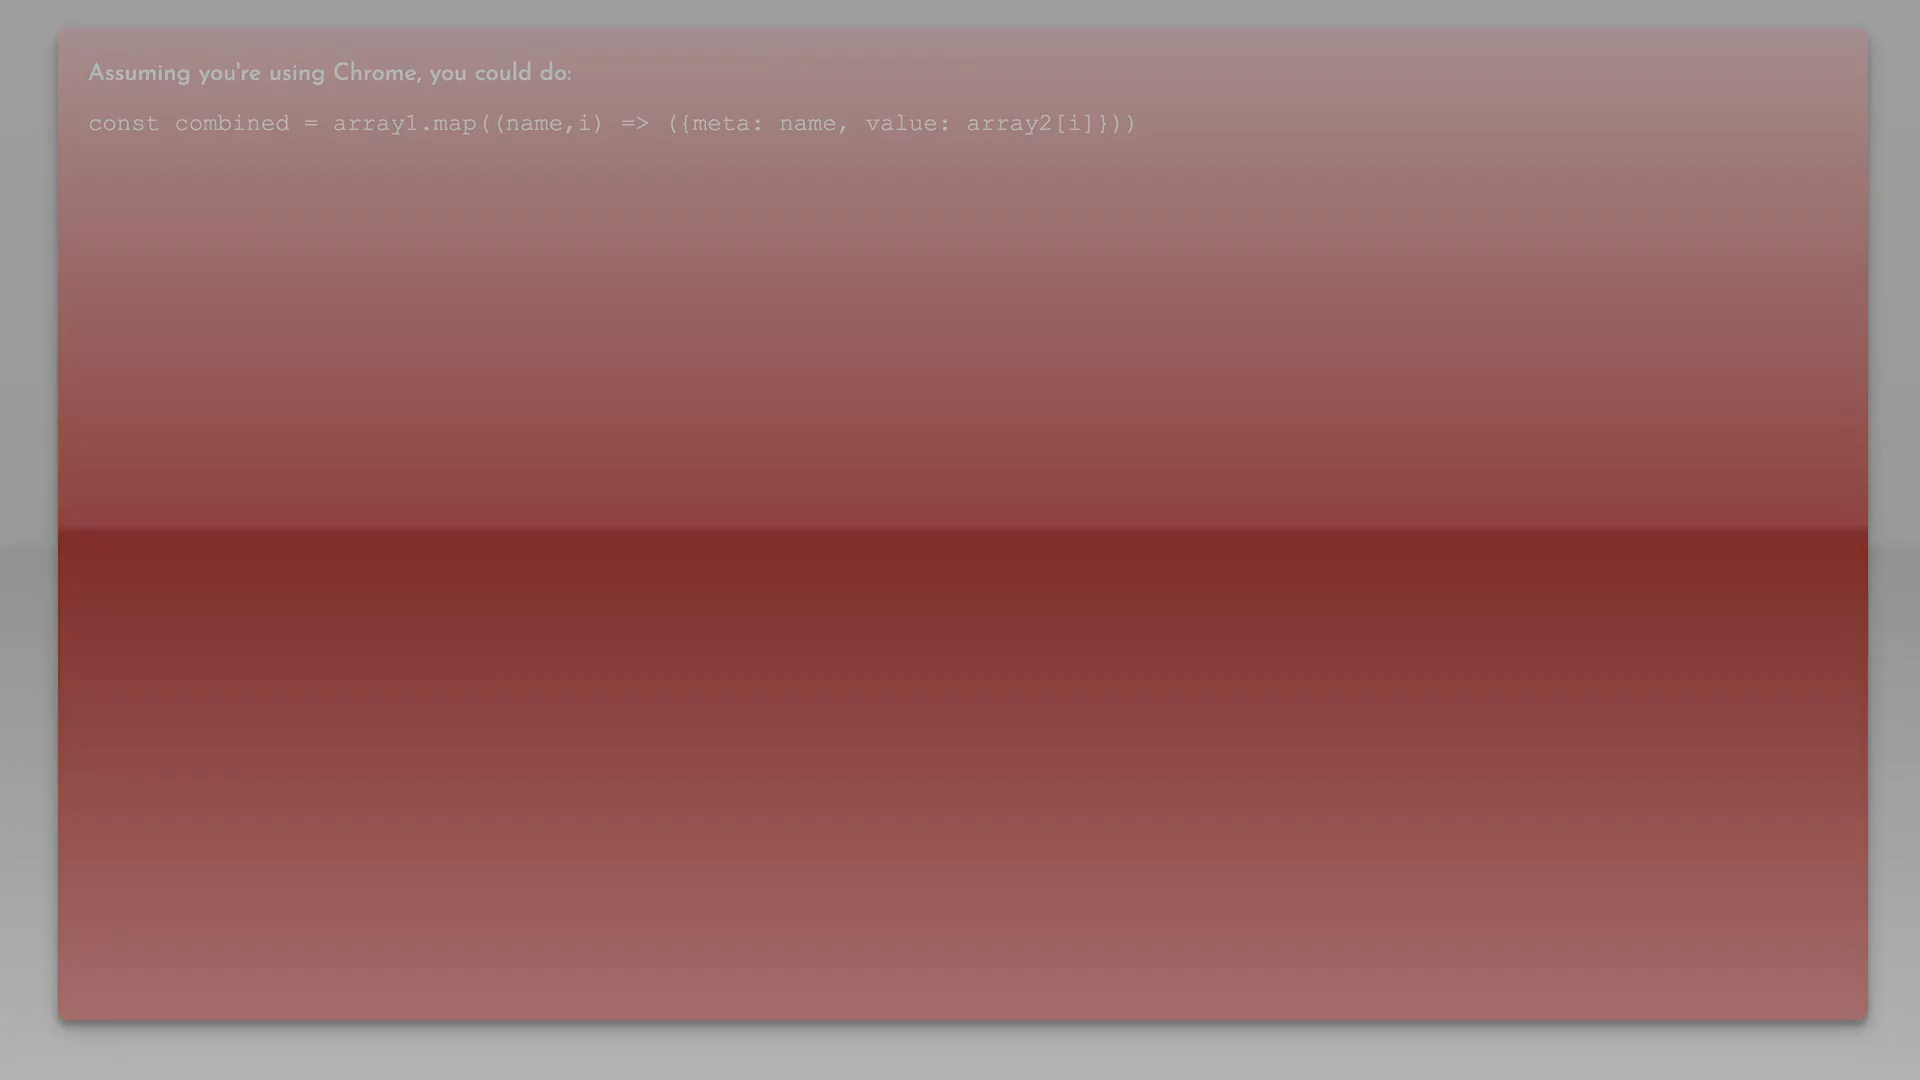 Assuming you're using Chrome, you could do:
const combined = array1.map((name,i) => ({meta: name, value: array2[i]}))